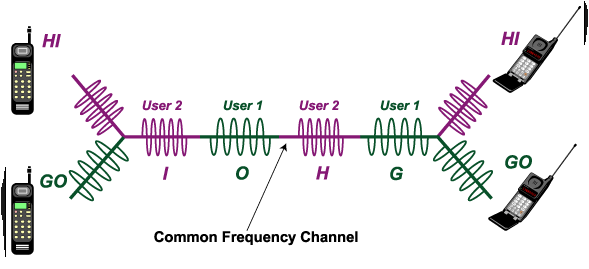 HI
HI
User 2
User 1
User 2
User 1
GO
I
O
H
G
GO
Common Frequency Channel